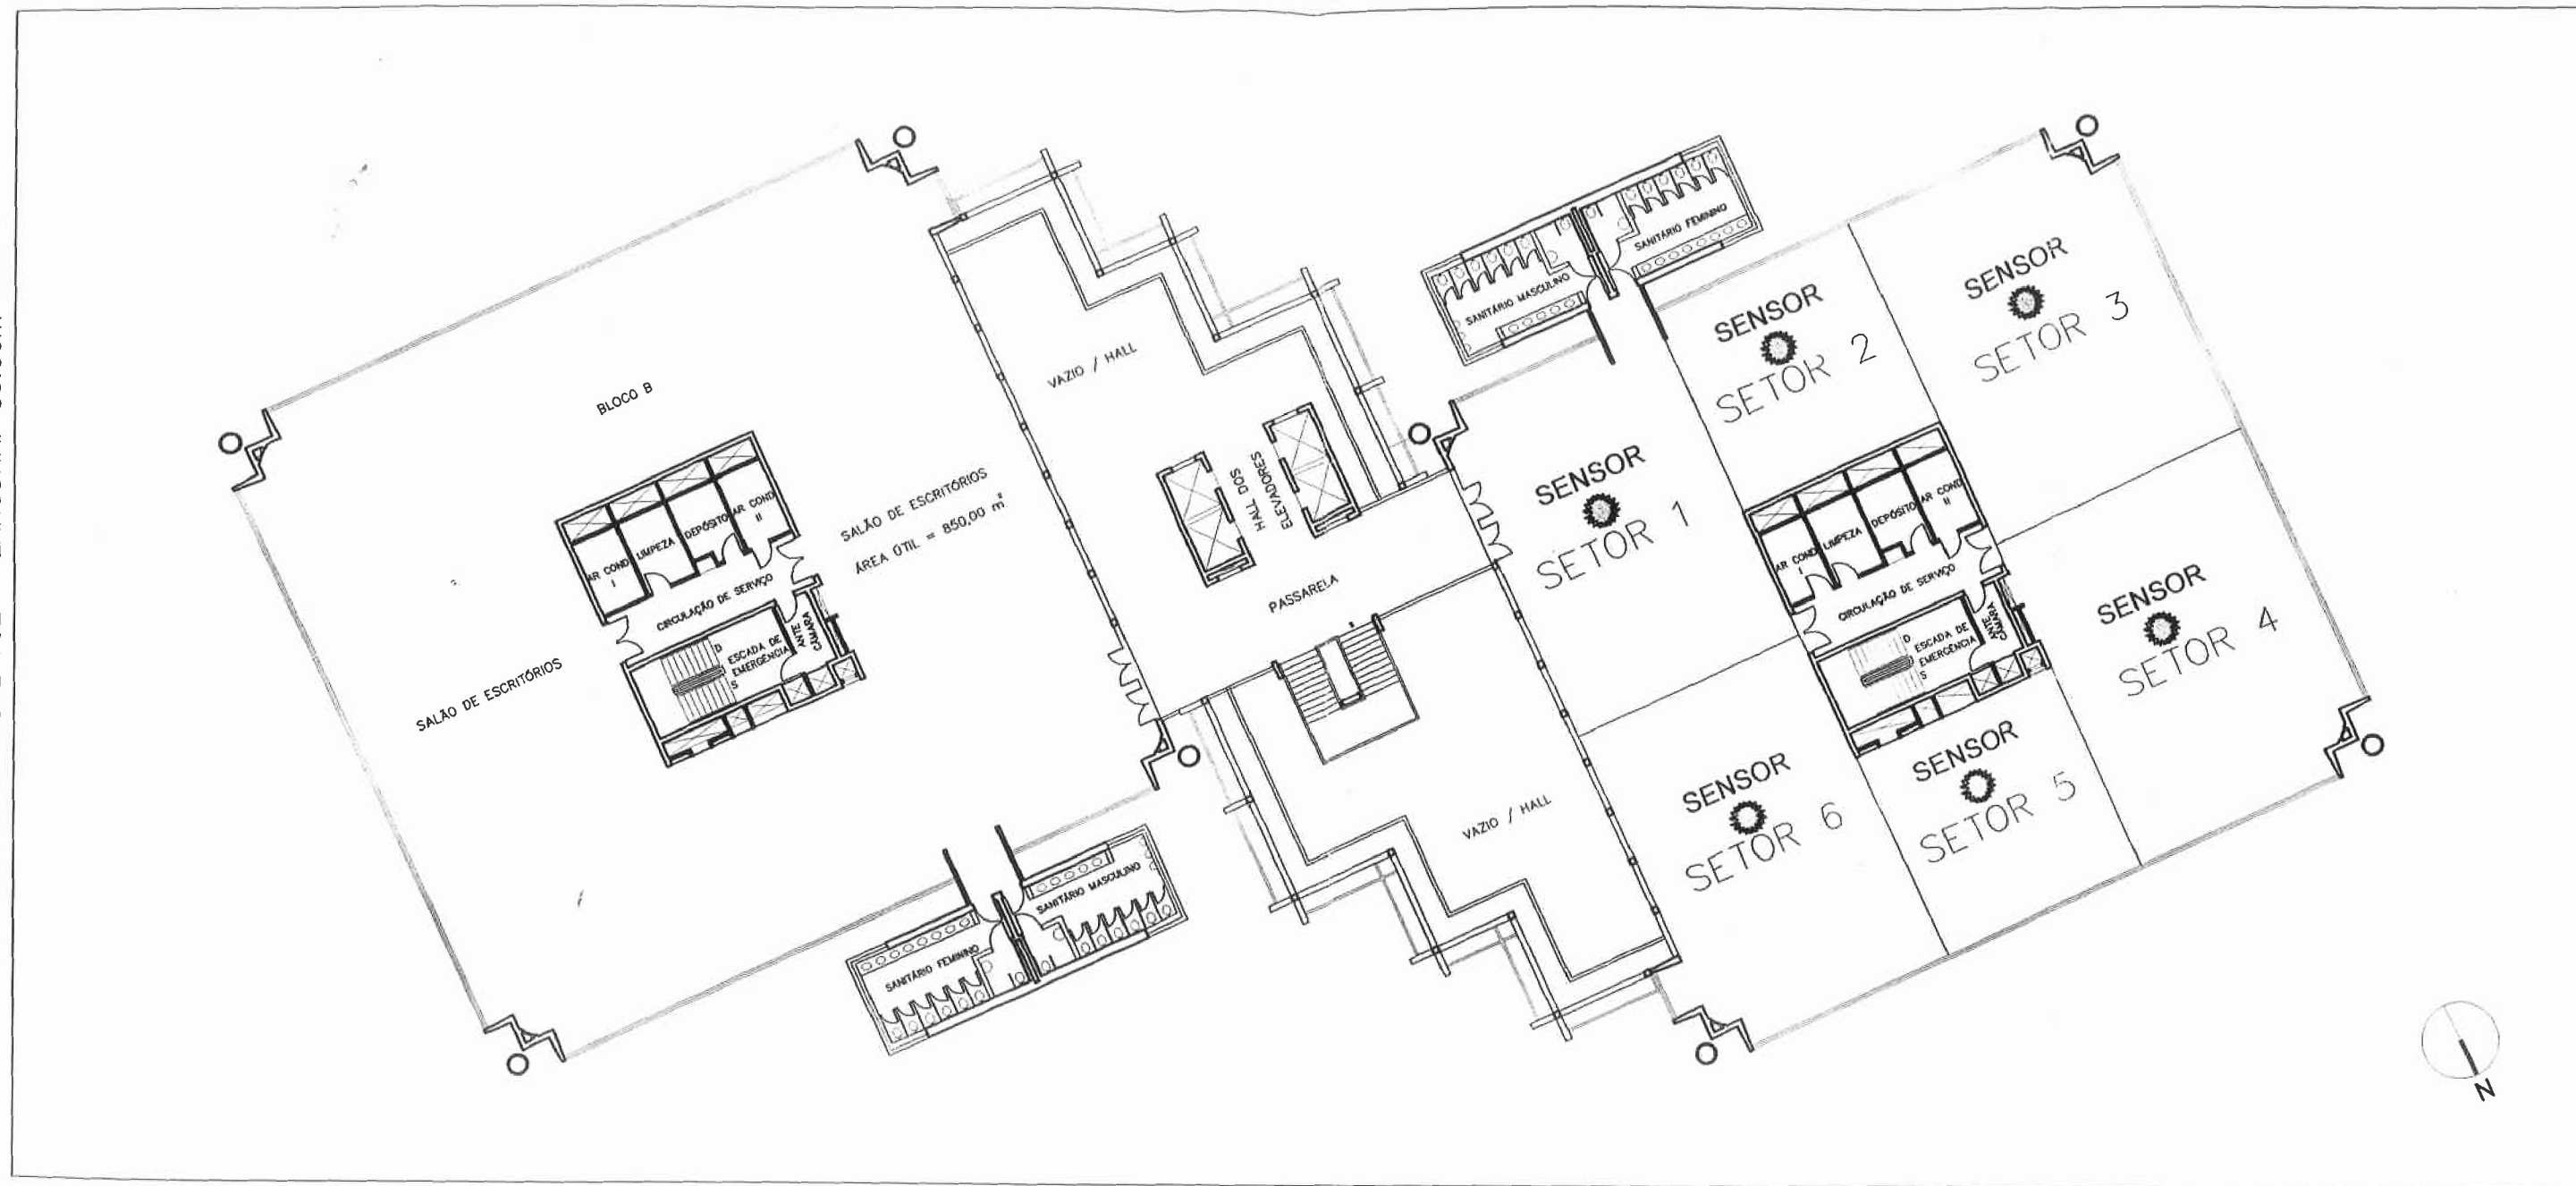 BLOCO B
SALÃO DE ESCRITÓRIOS
ÁREA ÚTIL = 850,00 m²
SALÃO DE ESCRITÓRIOS
AR COND
I
LIMPEZA
DEPÓSITO
AR COND
II
CIRCULAÇÃO DE SERVIÇO
ESCADA DE
EMERGÊNCIA
D
S
ANTE
CÂMARA
SANITÁRIO FEMININO
SANITÁRIO MASCULINO
VAZIO / HALL
HALL DOS
ELEVADORES
PASSARELA
VAZIO / HALL
SANITÁRIO MASCULINO
SANITÁRIO FEMININO
SENSOR
SETOR 1
SENSOR
SETOR 2
SENSOR
SETOR 3
AR COND
I
LIMPEZA
DEPÓSITO
AR COND
II
CIRCULAÇÃO DE SERVIÇO
ESCADA DE
EMERGÊNCIA
D
S
ANTE
CÂMARA
SENSOR
SETOR 4
SENSOR
SETOR 5
SENSOR
SETOR 6
N